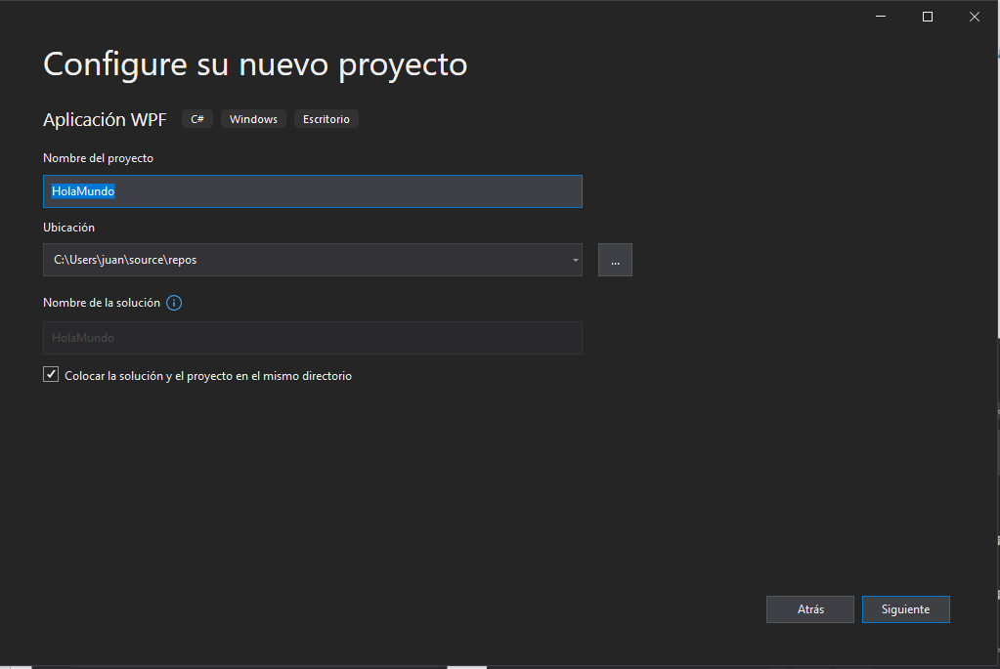 Configure su nuevo proyecto
Aplicación WPF C# Windows Escritorio
Nombre del proyecto
HolaMundo
Ubicación
C:\Users\juan\source\repos
...
Nombre de la solución
HolaMundo
Colocar la solución y el proyecto en el mismo directorio
Atrás Siguiente